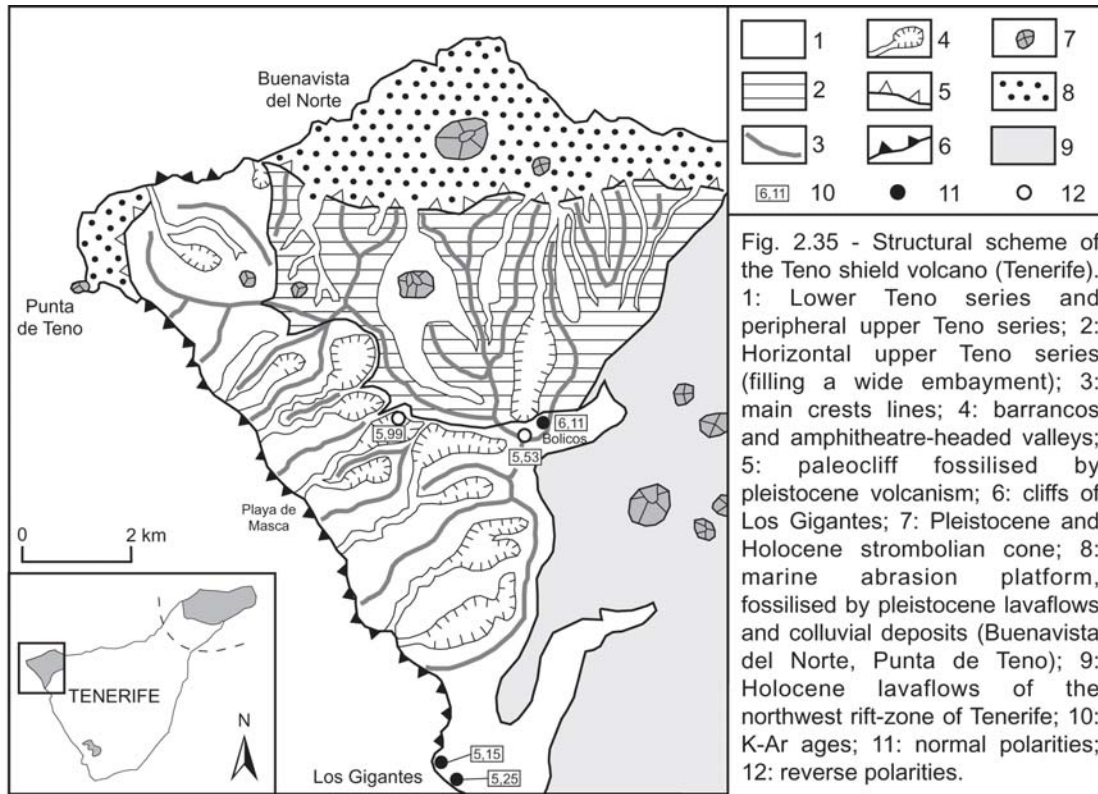 Buenavista
del Norte
Punta
de Teno
5,99
6,11
Bolicos
5,53
Playa de
Masca
0 2 km
TENERIFE
N
5,15
Los Gigantes
5,25
1 4 7
2 5 8
3 6 9
6,11 10 11 12
Fig. 2.35 - Structural scheme of
the Teno shield volcano (Tenerife).
1: Lower Teno series and
peripheral upper Teno series; 2:
Horizontal upper Teno series
(filling a wide embayment); 3:
main crests lines; 4: barrancos
and amphitheatre-headed valleys;
5: paleocliff fossilised by
pleistocene volcanism; 6: cliffs of
Los Gigantes; 7: Pleistocene and
Holocene strombolian cone; 8:
marine abrasion platform,
fossilised by pleistocene lavaflows
and colluvial deposits (Buenavista
del Norte, Punta de Teno); 9:
Holocene lavaflows of the
northwest rift-zone of Tenerife; 10:
K-Ar ages; 11: normal polarities;
12: reverse polarities.